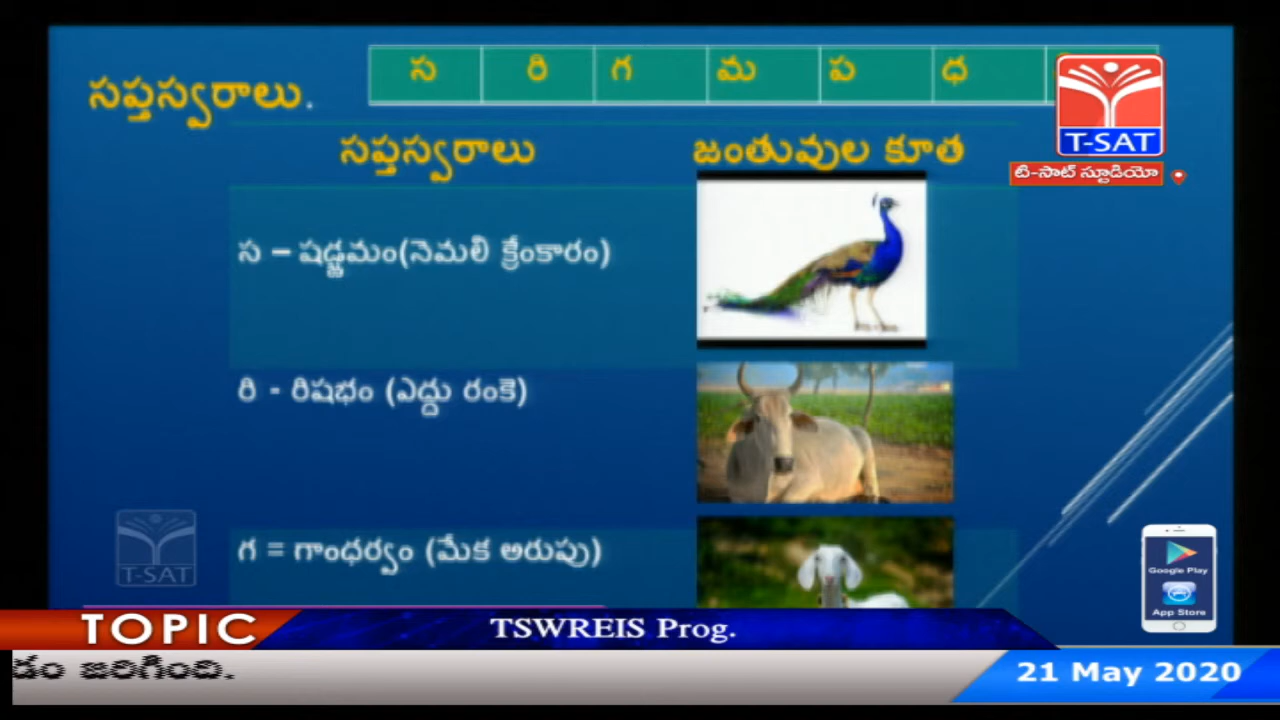 స రి గ మ ప ధ
సప్తస్వరాలు.
సప్తస్వరాలు జంతువుల కూత
T-SAT
టి-సాట్ స్టూడియో
స – షడ్జమం(నెమలి క్రేంకారం)
రి - రిషభం (ఎద్దు రంకె)
గ = గాంధర్వం (మేక అరుపు)
T-SAT
Google Play
App Store
TOPIC TSWREIS Prog.
డం జరిగింది.
21 May 2020